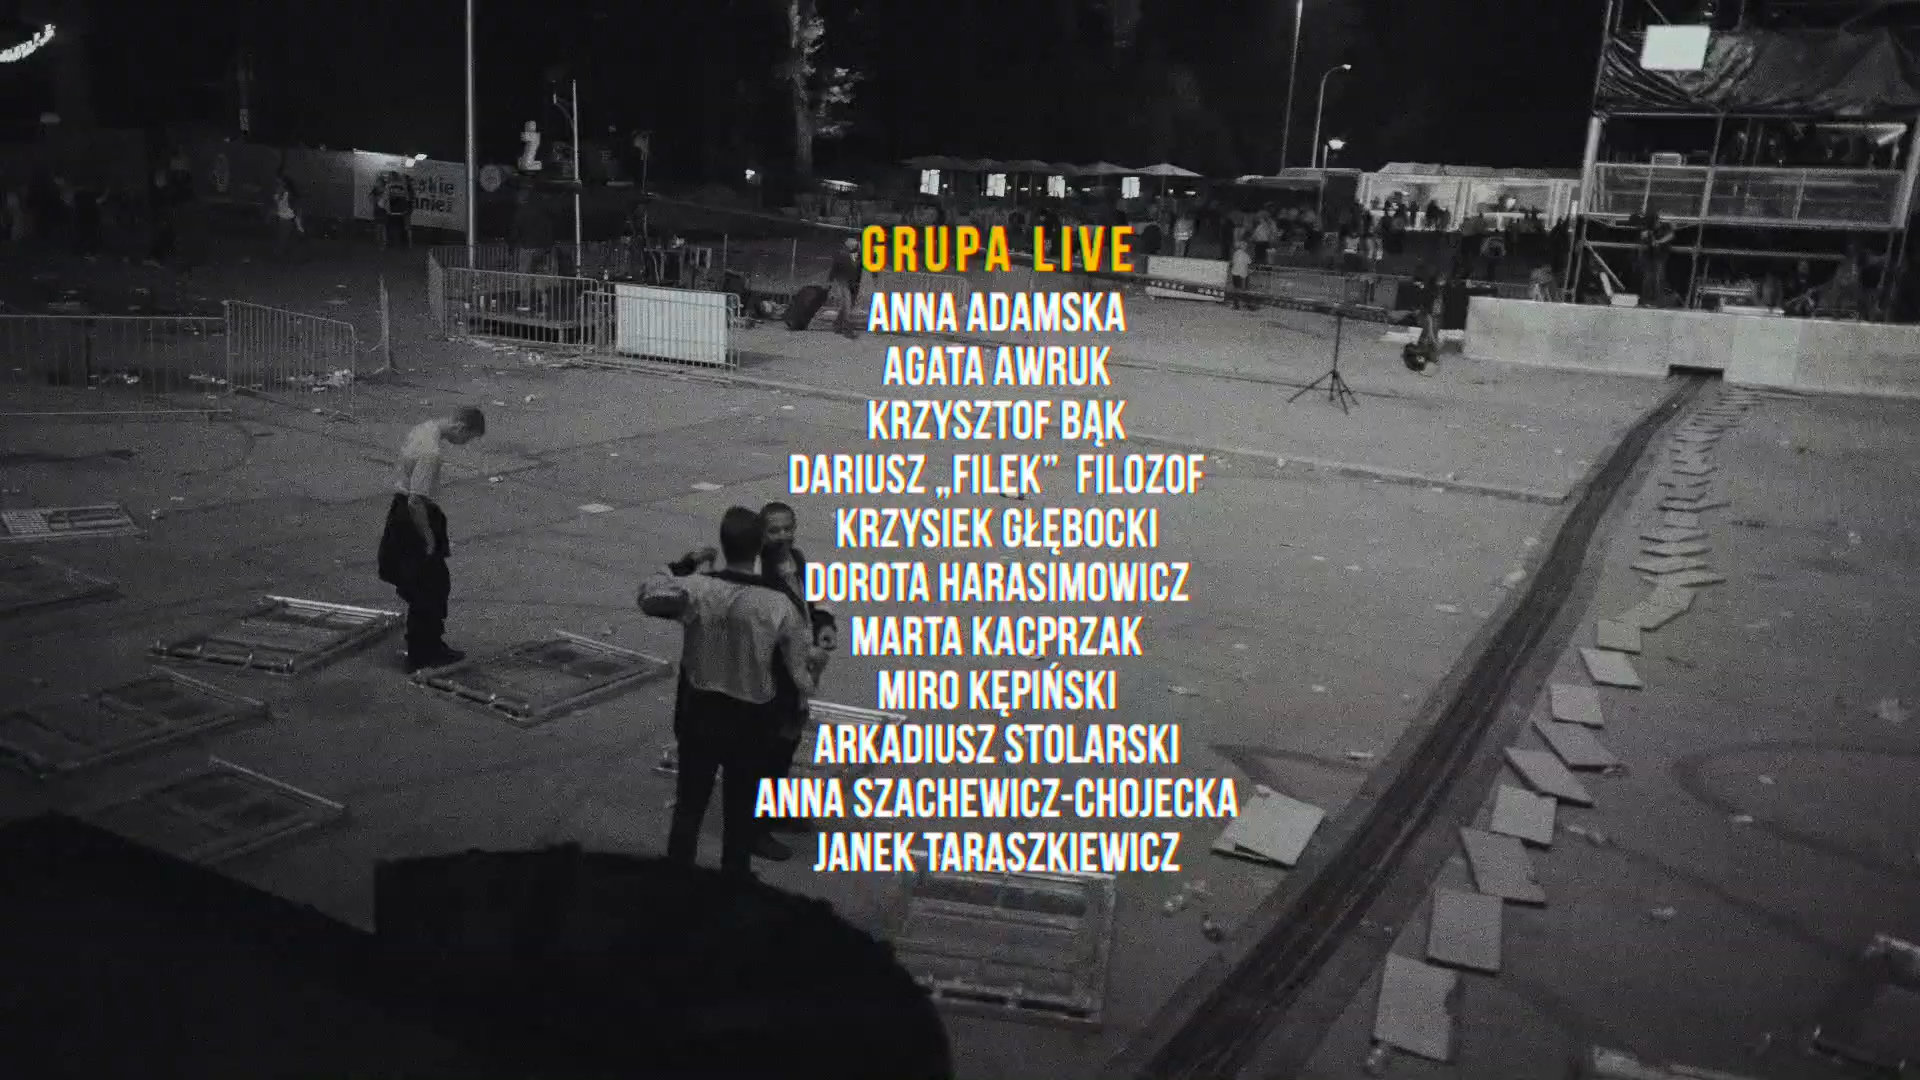 GRUPA LIVE
ANNA ADAMSKA
AGATA AWRUK
KRZYSZTOF BĄK
DARIUSZ „FILEK” FILOZOF
KRZYSIEK GŁĘBOCKI
DOROTA HARASIMOWICZ
MARTA KACPRZAK
MIRO KĘPIŃSKI
ARKADIUSZ STOLARSKI
ANNA SZACHEWICZ-CHOJECKA
JANEK TARASZKIEWICZ